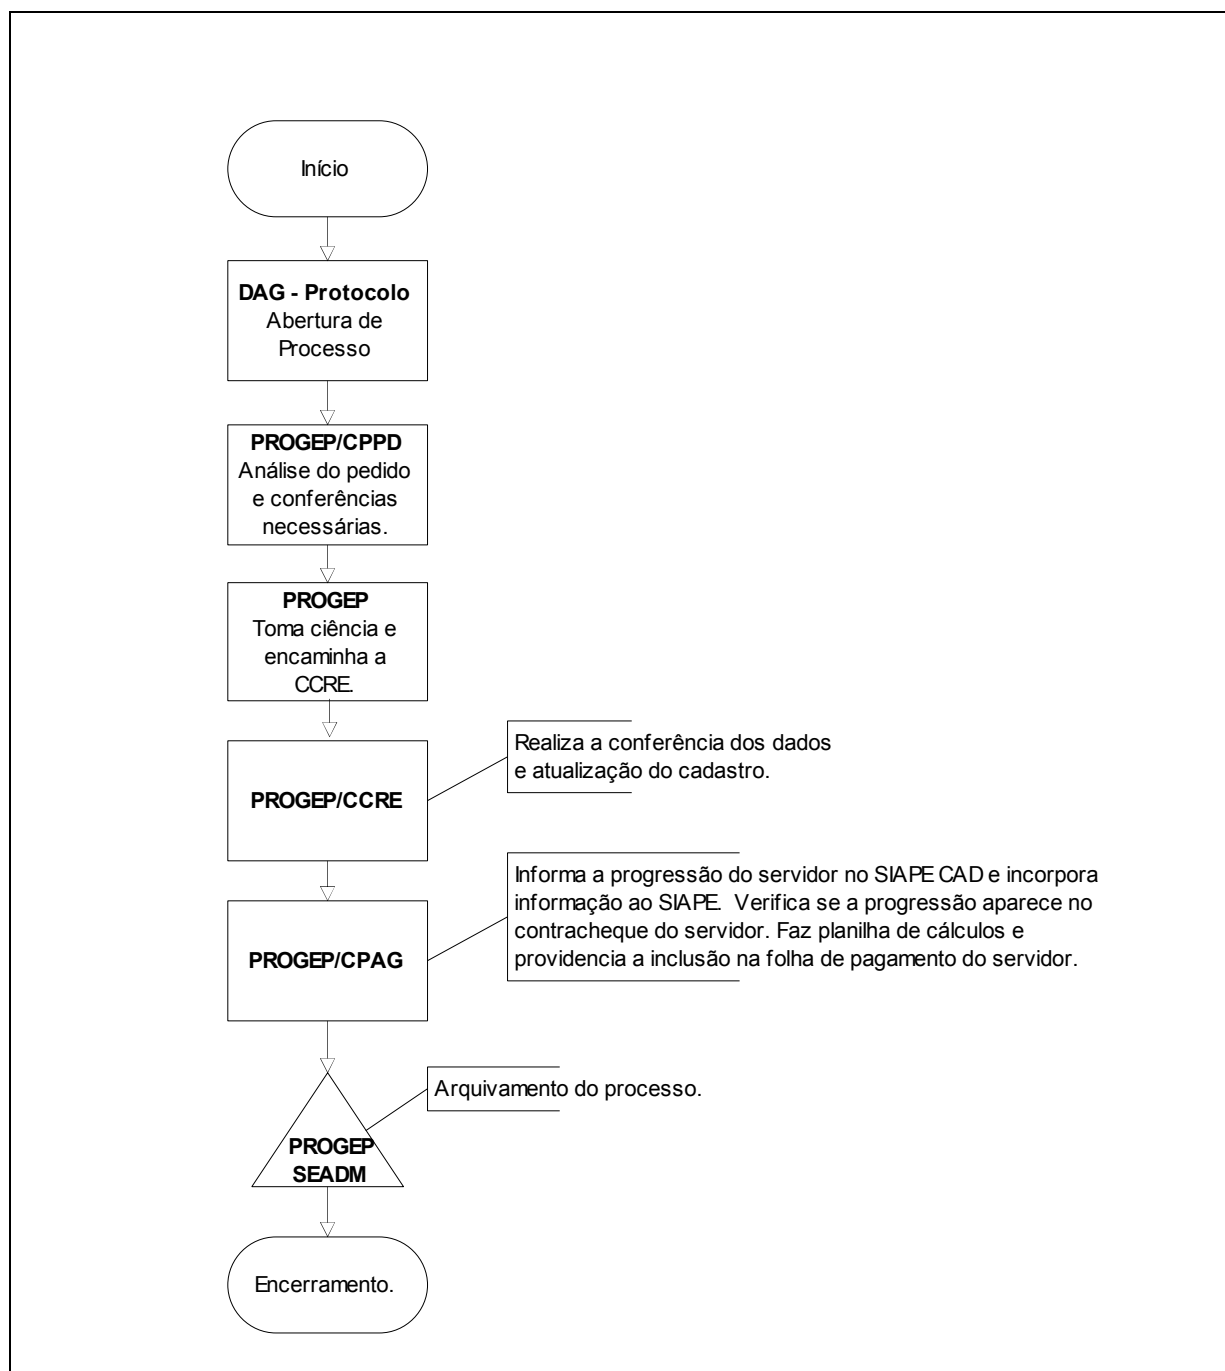 Início
DAG - Protocolo
Abertura de
Processo
PROGEP/CPPD
Análise do pedido
e conferências
necessárias.
PROGEP
Toma ciência e
encaminha a
CCRE.
PROGEP/CCRE
Realiza a conferência dos dados
e atualização do cadastro.
PROGEP/CPAG
Informa a progressão do servidor no SIAPE CAD e incorpora
informação ao SIAPE. Verifica se a progressão aparece no
contracheque do servidor. Faz planilha de cálculos e
providencia a inclusão na folha de pagamento do servidor.
Arquivamento do processo.
PROGEP
SEADM
Encerramento.